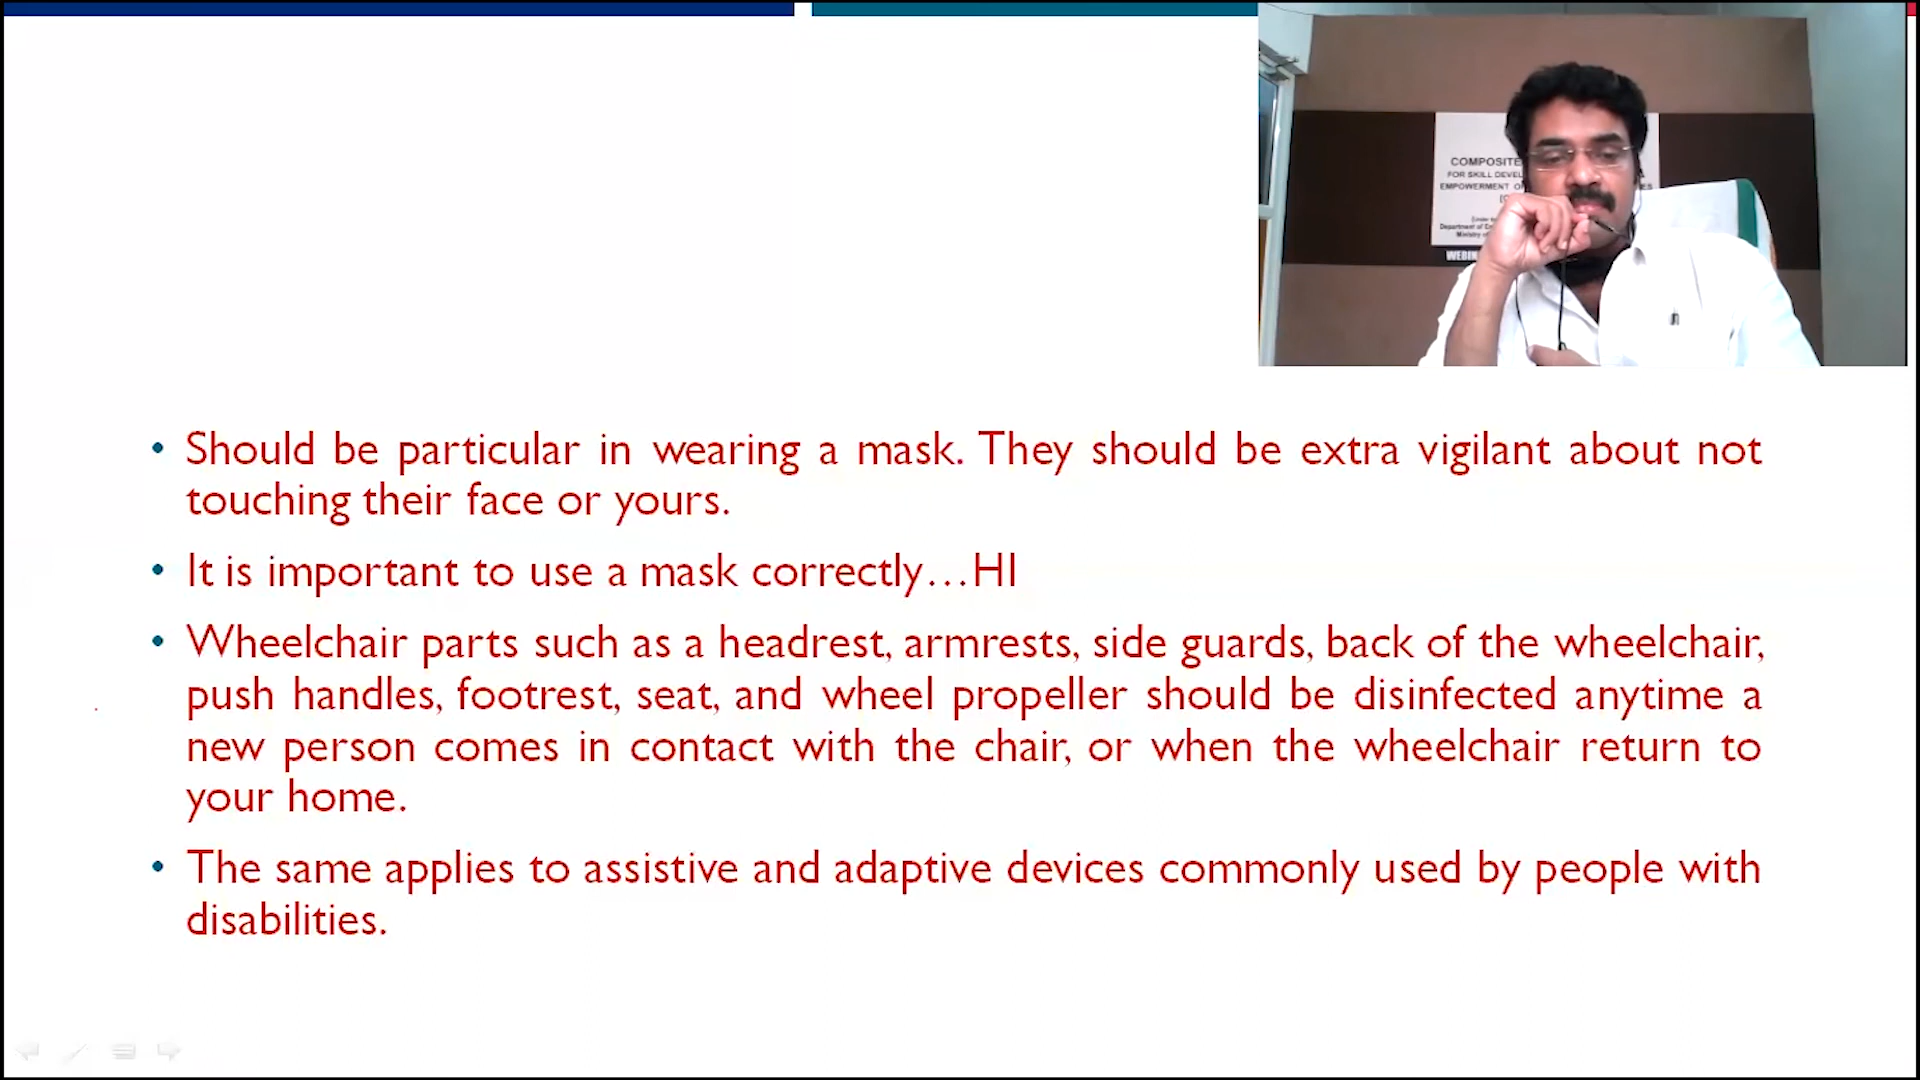 COMPOSITE
FOR SKILL DEVEL
EMPOWERMENT
Department of
Ministry of
• Should be particular in wearing a mask. They should be extra vigilant about not
touching their face or yours.
• It is important to use a mask correctly…HI
• Wheelchair parts such as a headrest, armrests, side guards, back of the wheelchair,
push handles, footrest, seat, and wheel propeller should be disinfected anytime a
new person comes in contact with the chair, or when the wheelchair return to
your home.
• The same applies to assistive and adaptive devices commonly used by people with
disabilities.